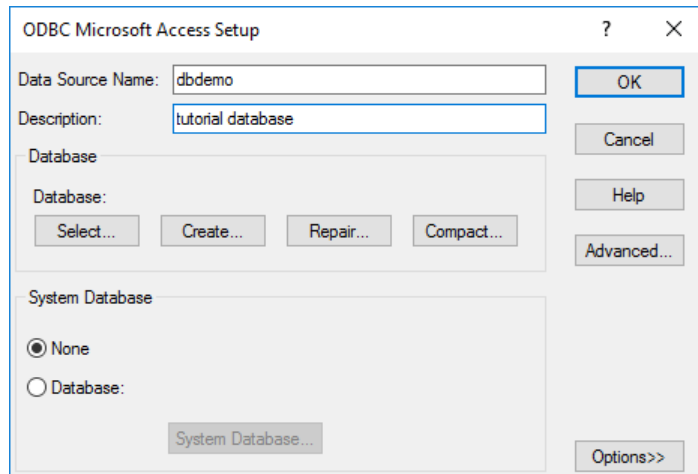 ODBC Microsoft Access Setup ?
Data Source Name: dbdemo OK
Description: tutorial database
Cancel
Database
Database: Help
Select... Create... Repair... Compact...
Advanced...
System Database
None
Database:
System Database...
Options>>